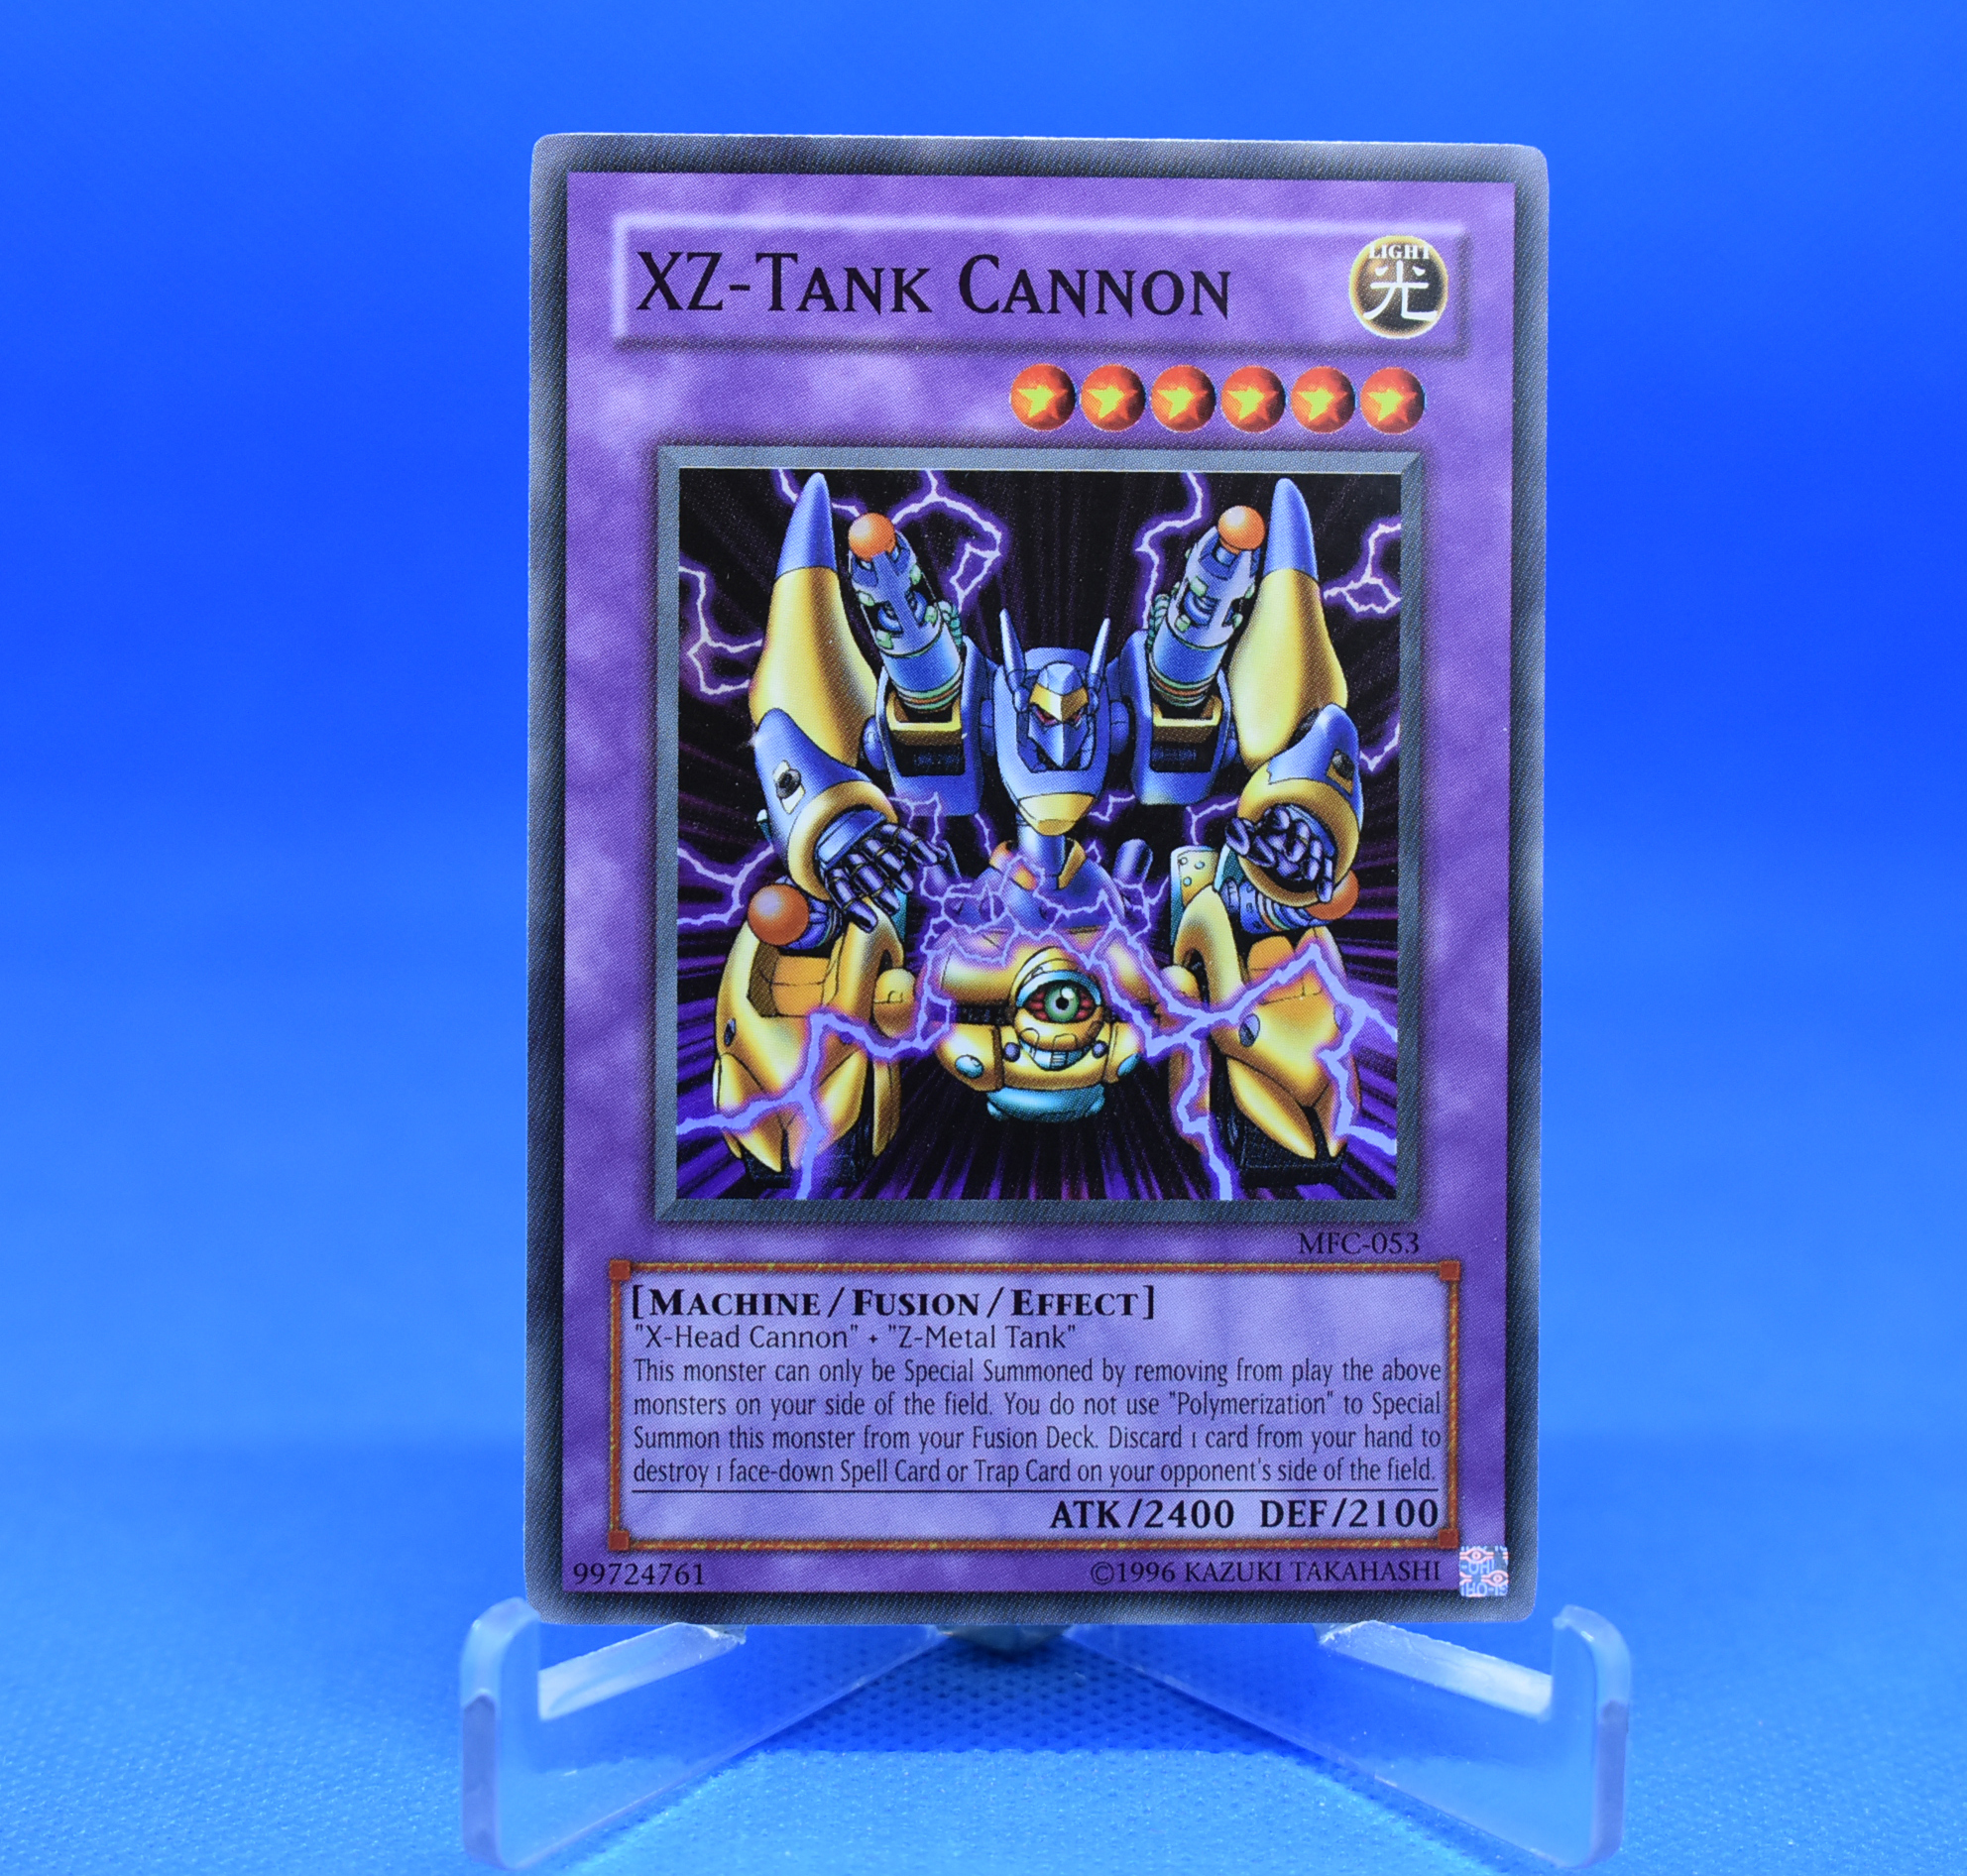 XZ-Tank Cannon
LIGHT
光
MFC-053
[Machine/Fusion/Effect]
"X-Head Cannon" + "Z-Metal Tank"
This monster can only be Special Summoned by removing from play the above
monsters on your side of the field. You do not use "Polymerization" to Special
Summon this monster from your Fusion Deck. Discard 1 card from your hand to
destroy 1 face-down Spell Card or Trap Card on your opponent's side of the field.
ATK/2400 DEF/2100
99724761
©1996 KAZUKI TAKAHASHI